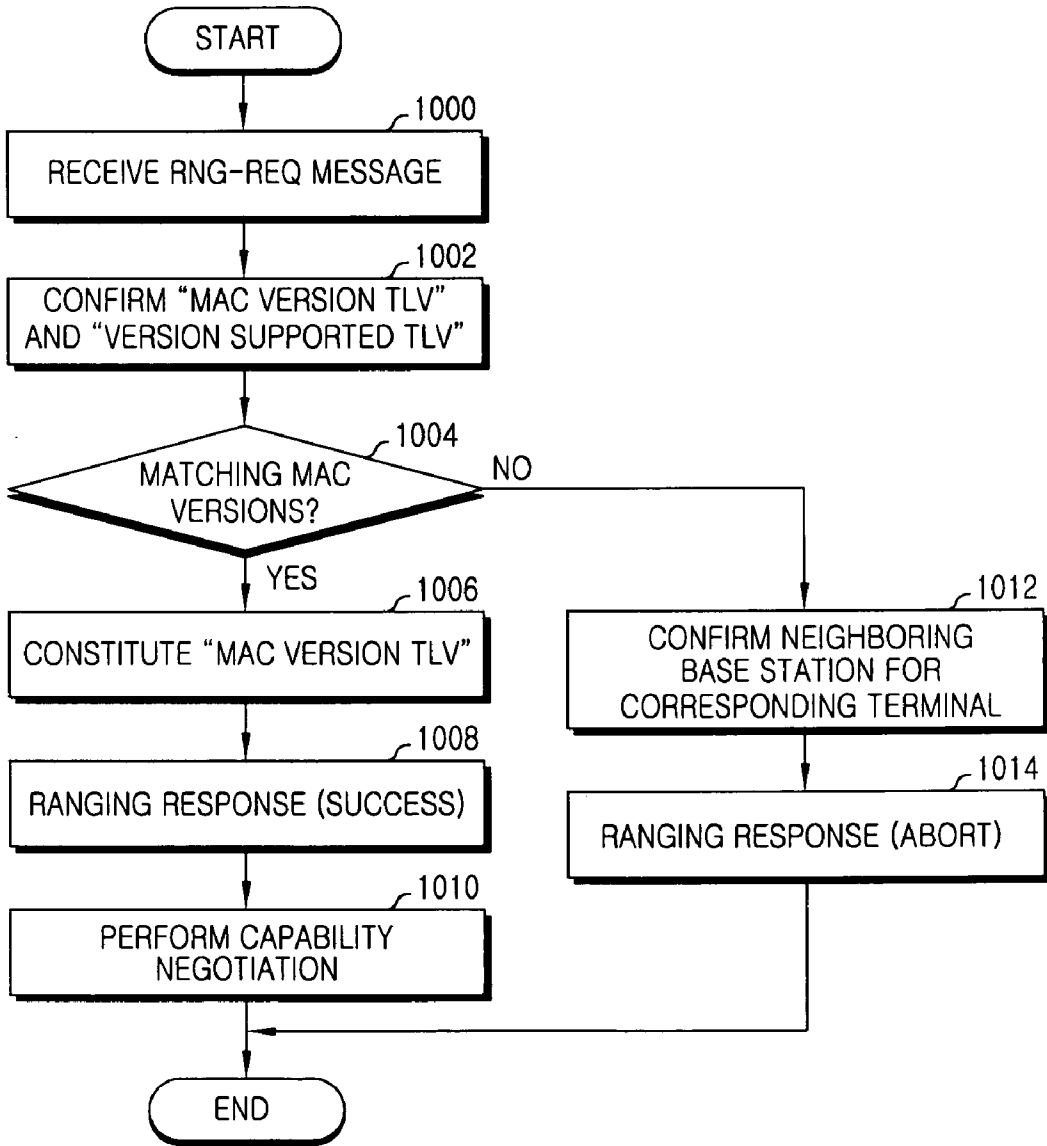 START
1000
RECEIVE RNG-REQ MESSAGE
1002
CONFIRM “MAC VERSION TLV”
AND “VERSION SUPPORTED TLV”
1004
MATCHING MAC
VERSIONS?
NO
YES
1006
CONSTITUTE “MAC VERSION TLV”
1008
RANGING RESPONSE (SUCCESS)
1010
PERFORM CAPABILITY
NEGOTIATION
1012
CONFIRM NEIGHBORING
BASE STATION FOR
CORRESPONDING TERMINAL
1014
RANGING RESPONSE (ABORT)
END